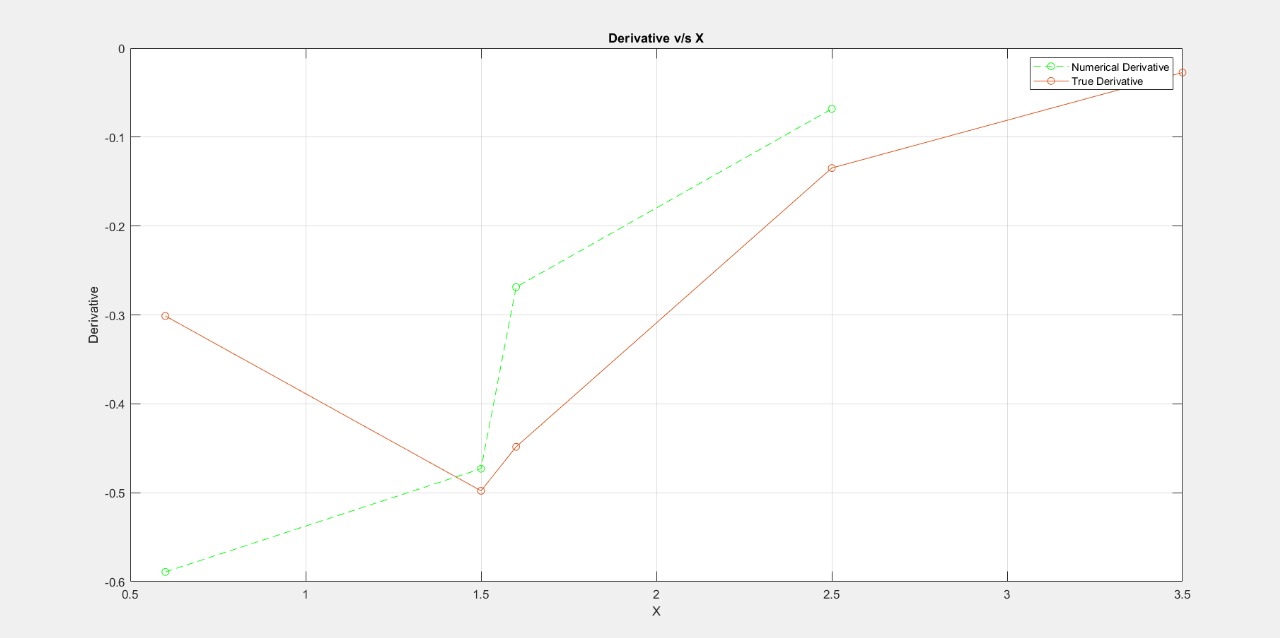 Derivative v/s X
Numerical Derivative
True Derivative
0
-0.1
-0.2
-0.3
-0.4
-0.5
-0.6
Derivative
0.5 1 1.5 2 2.5 3 3.5
X